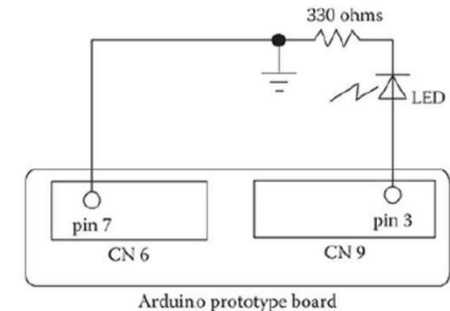 330 ohms
LED
pin 7
pin 3
CN 6
CN 9
Arduino prototype board